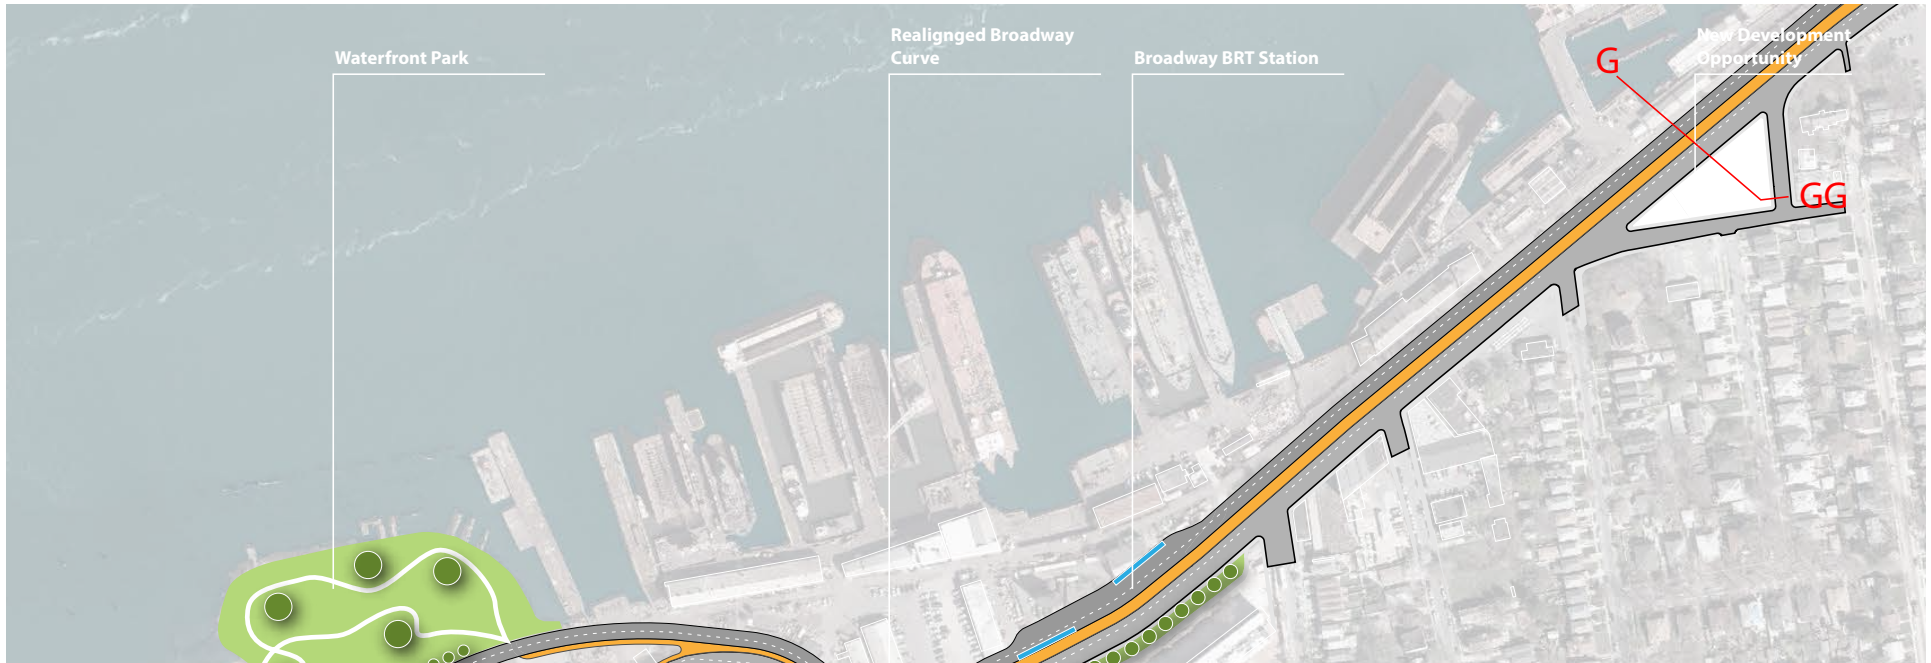 Waterfront Park
Realignged Broadway
Curve
Broadway BRT Station
New Development
Opportunity
G
GG